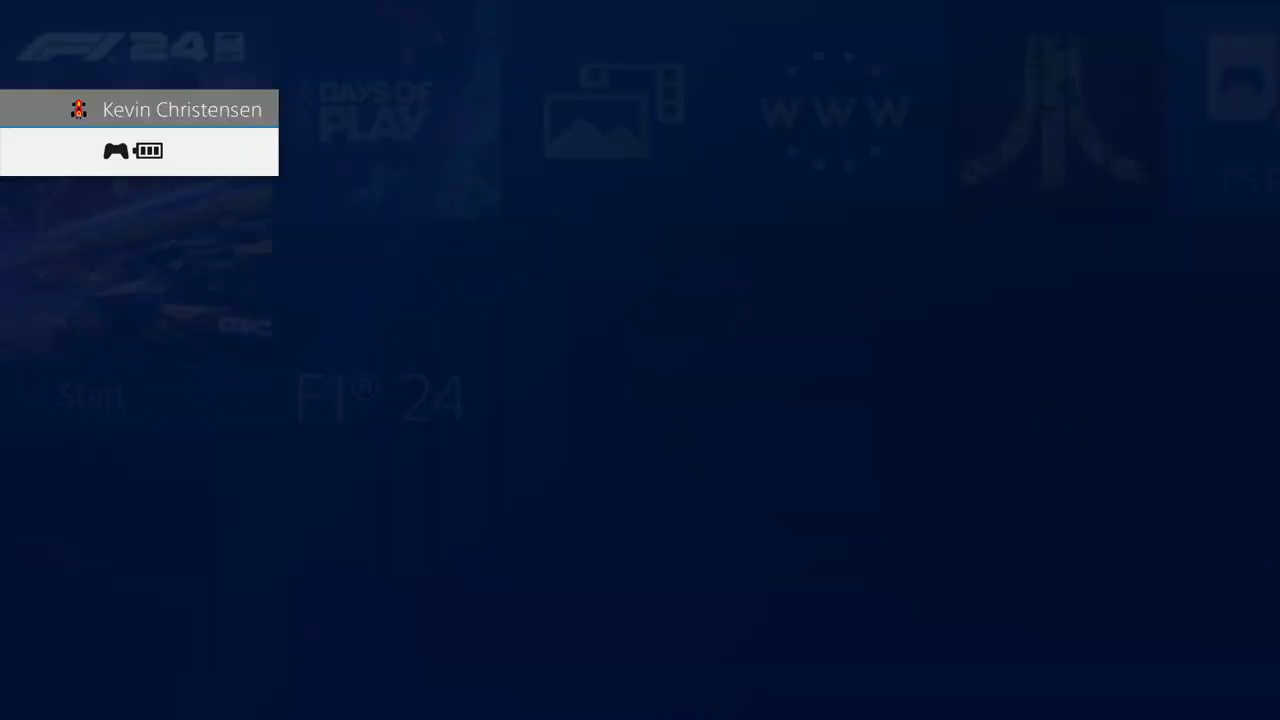 F1 24
Kevin Christensen
DAYS OF
PLAY
WWW
Start
F1® 24